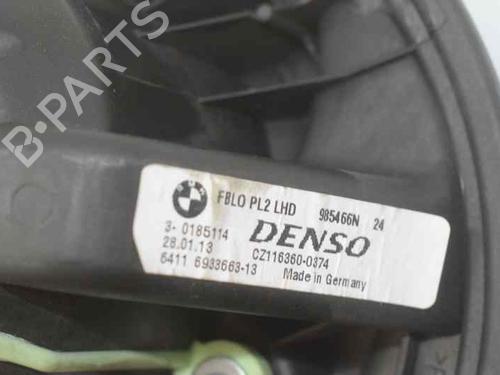 B-PARTS
BMW
FBLO PL2 LHD 985466N 24
3- 0185114 DENSO
28.01.13 CZ116360-0374
6411 6933663-13 Made in Germany